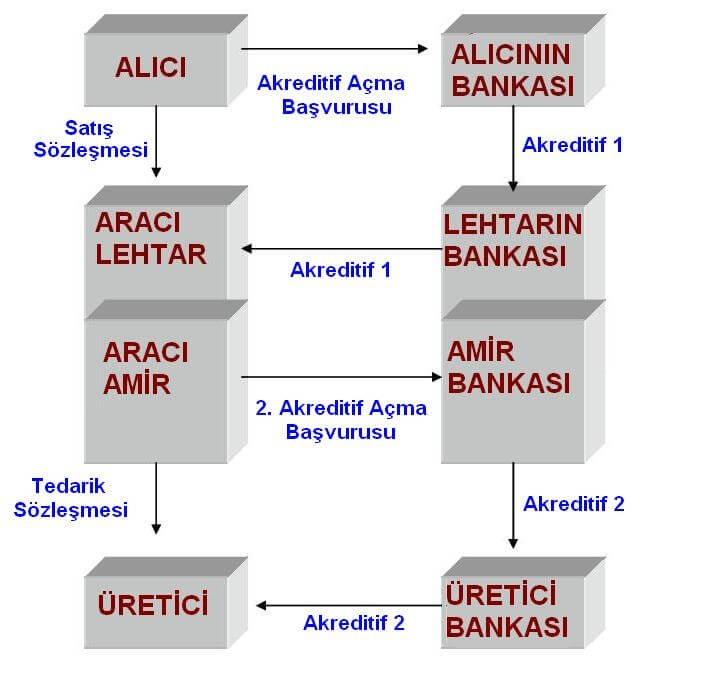 ALICI
Akreditif Açma
Başvurusu
ALICININ
BANKASI
Satış
Sözleşmesi
Akreditif 1
ARACI
LEHTAR
Akreditif 1
LEHTARIN
BANKASI
ARACI
AMİR
2. Akreditif Açma
Başvurusu
AMİR
BANKASI
Tedarik
Sözleşmesi
Akreditif 2
ÜRETİCİ
Akreditif 2
ÜRETİCİ
BANKASI